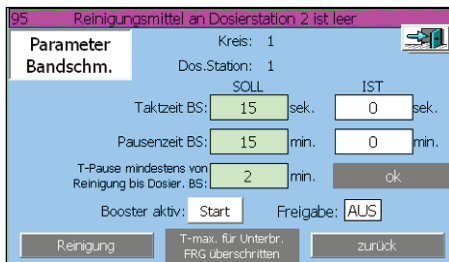 95 Reinigungsmittel an Dosierstation 2 ist leer
Parameter
Bandschm.
Kreis: 1
Dos.Station: 1
SOLL IST
Taktzeit BS: 15 sek. 0 sek.
Pausenzeit BS: 15 min. 0 min.
T-Pause mindestens von
Reinigung bis Dosier. BS: 2 min. ok
Booster aktiv: Start Freigabe: AUS
Reinigung
T-max. für Unterbr.
FRG überschritten
zurück